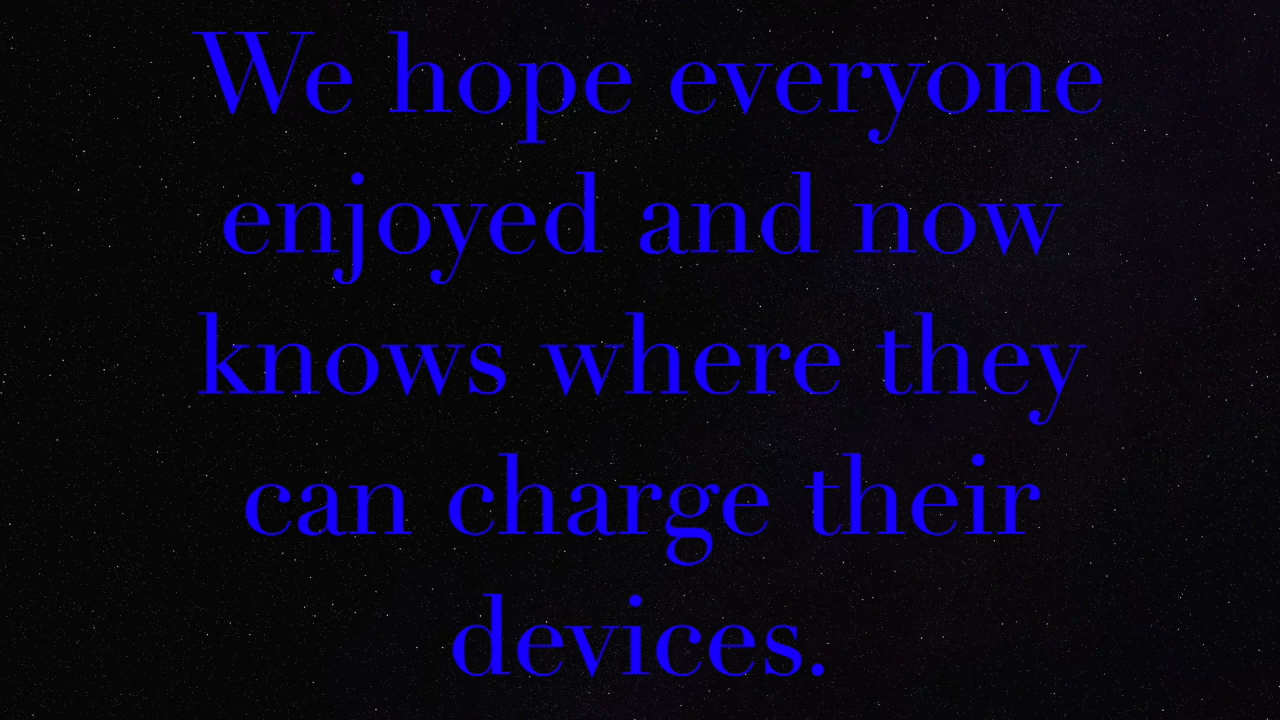 We hope everyone
enjoyed and now
knows where they
can charge their
devices.